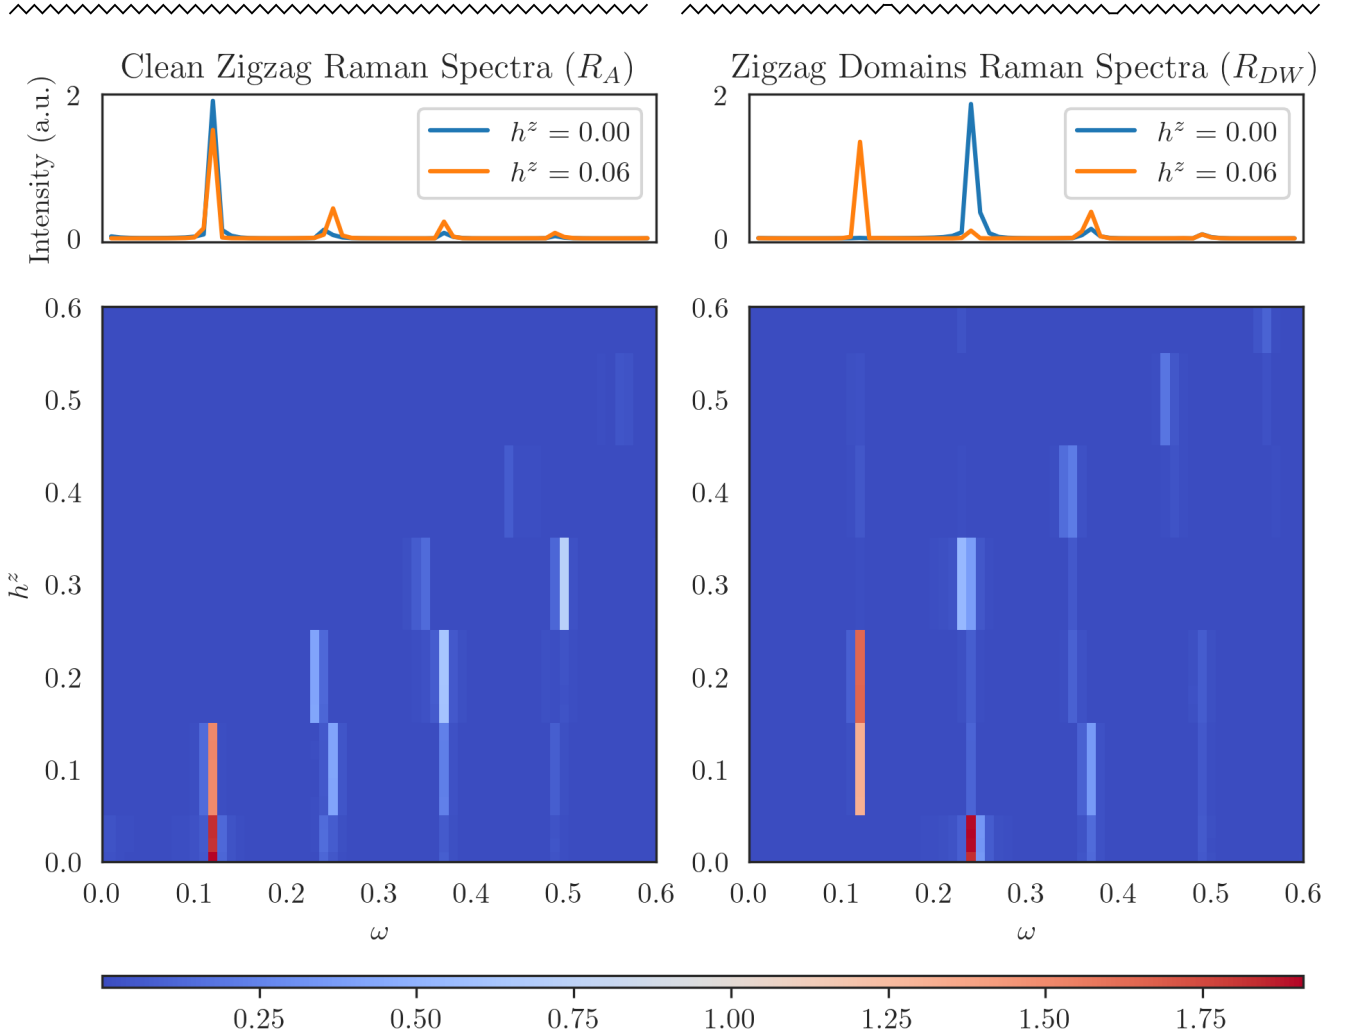 Clean Zigzag Raman Spectra (R_A)
Zigzag Domains Raman Spectra (R_{DW})
Intensity (a.u.)
2
0
h^z = 0.00
h^z = 0.06
2
0
h^z = 0.00
h^z = 0.06
h^z
0.6
0.5
0.4
0.3
0.2
0.1
0.0
0.0 0.1 0.2 0.3 0.4 0.5 0.6
ω
0.6
0.5
0.4
0.3
0.2
0.1
0.0
0.0 0.1 0.2 0.3 0.4 0.5 0.6
ω
0.25 0.50 0.75 1.00 1.25 1.50 1.75